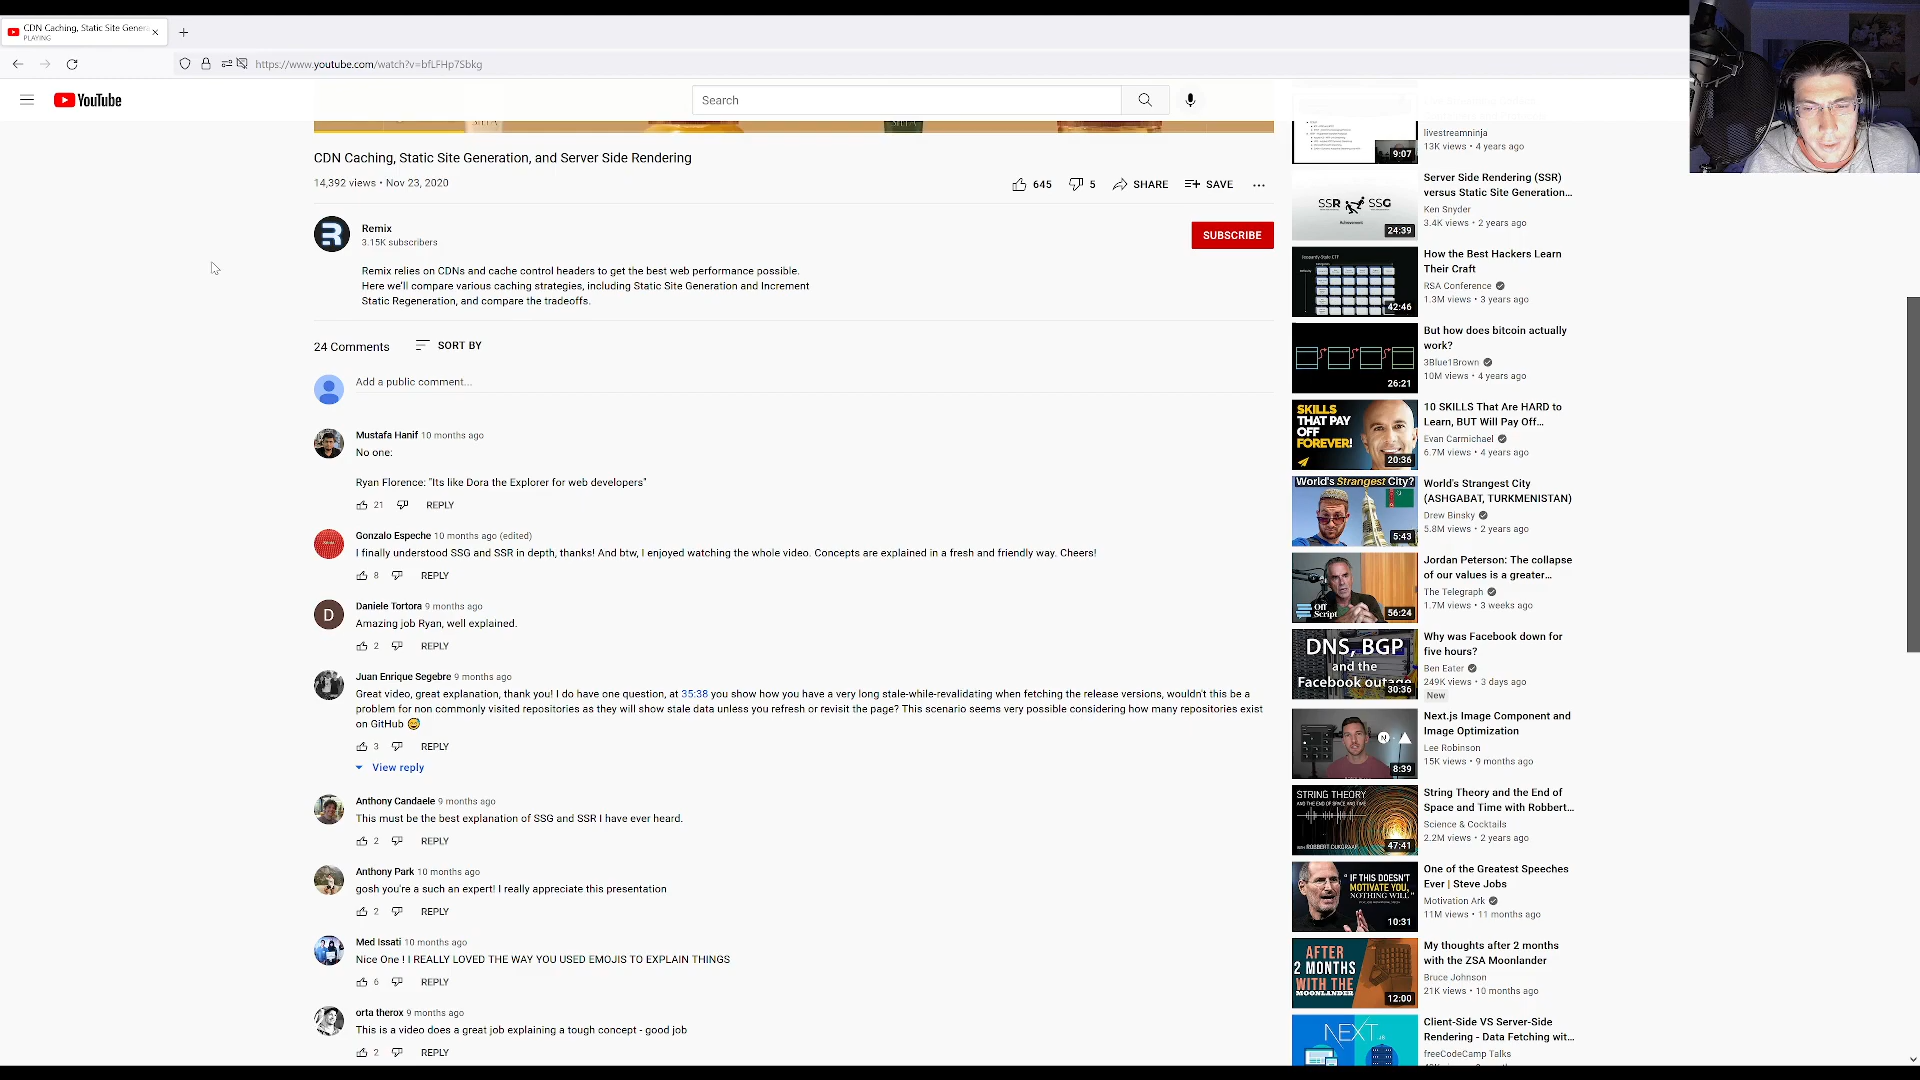 CDN Caching, Static Site Genera
PLAYING
https://www.youtube.com/watch?v=bfLFHp7Sbkg
YouTube
Search
CDN Caching, Static Site Generation, and Server Side Rendering
14,392 views • Nov 23, 2020
645
5
SHARE
SAVE
Remix
3.15K subscribers
SUBSCRIBE
Remix relies on CDNs and cache control headers to get the best web performance possible.
Here we'll compare various caching strategies, including Static Site Generation and Increment
Static Regeneration, and compare the tradeoffs.
24 Comments
SORT BY
Add a public comment...
Mustafa Hanif 10 months ago
No one:
Ryan Florence: "Its like Dora the Explorer for web developers"
21
REPLY
Gonzalo Espeche 10 months ago (edited)
I finally understood SSG and SSR in depth, thanks! And btw, I enjoyed watching the whole video. Concepts are explained in a fresh and friendly way. Cheers!
8
REPLY
D
Daniele Tortora 9 months ago
Amazing job Ryan, well explained.
2
REPLY
Juan Enrique Segebre 9 months ago
Great video, great explanation, thank you! I do have one question, at 35:38 you show how you have a very long stale-while-revalidating when fetching the release versions, wouldn't this be a
problem for non commonly visited repositories as they will show stale data unless you refresh or revisit the page? This scenario seems very possible considering how many repositories exist
on GitHub 😅
3
REPLY
View reply
Anthony Candaele 9 months ago
This must be the best explanation of SSG and SSR I have ever heard.
2
REPLY
Anthony Park 10 months ago
gosh you're a such an expert! I really appreciate this presentation
2
REPLY
Med Issati 10 months ago
Nice One ! I REALLY LOVED THE WAY YOU USED EMOJIS TO EXPLAIN THINGS
6
REPLY
orta therox 9 months ago
This is a video does a great job explaining a tough concept - good job
2
REPLY
livestreamninja
13K views • 4 years ago
9:07
SSR SSG
24:39
Server Side Rendering (SSR)
versus Static Site Generation...
Ken Snyder
3.4K views • 2 years ago
42:46
How the Best Hackers Learn
Their Craft
RSA Conference
1.3M views • 3 years ago
26:21
But how does bitcoin actually
work?
3Blue1Brown
10M views • 4 years ago
SKILLS
THAT PAY
OFF
FOREVER!
20:36
10 SKILLS That Are HARD to
Learn, BUT Will Pay Off...
Evan Carmichael
6.7M views • 4 years ago
World's Strangest City?
5:43
World's Strangest City
(ASHGABAT, TURKMENISTAN)
Drew Binsky
5.8M views • 2 years ago
Off
Script
56:24
Jordan Peterson: The collapse
of our values is a greater...
The Telegraph
1.7M views • 3 weeks ago
DNS, BGP
and the
Facebook outage
30:36
Why was Facebook down for
five hours?
Ben Eater
249K views • 3 days ago
New
N
8:39
Next.js Image Component and
Image Optimization
Lee Robinson
15K views • 9 months ago
STRING THEORY
AND THE END OF SPACE AND TIME
WITH ROBBERT DIJKGRAAF
47:41
String Theory and the End of
Space and Time with Robbert...
Science & Cocktails
2.2M views • 2 years ago
"IF THIS DOESN'T
MOTIVATE YOU,
NOTHING WILL"
10:31
One of the Greatest Speeches
Ever | Steve Jobs
Motivation Ark
11M views • 11 months ago
AFTER
2 MONTHS
WITH THE
MOONLANDER
12:00
My thoughts after 2 months
with the ZSA Moonlander
Bruce Johnson
21K views • 10 months ago
NEXT.JS
Client-Side VS Server-Side
Rendering - Data Fetching wit...
freeCodeCamp Talks